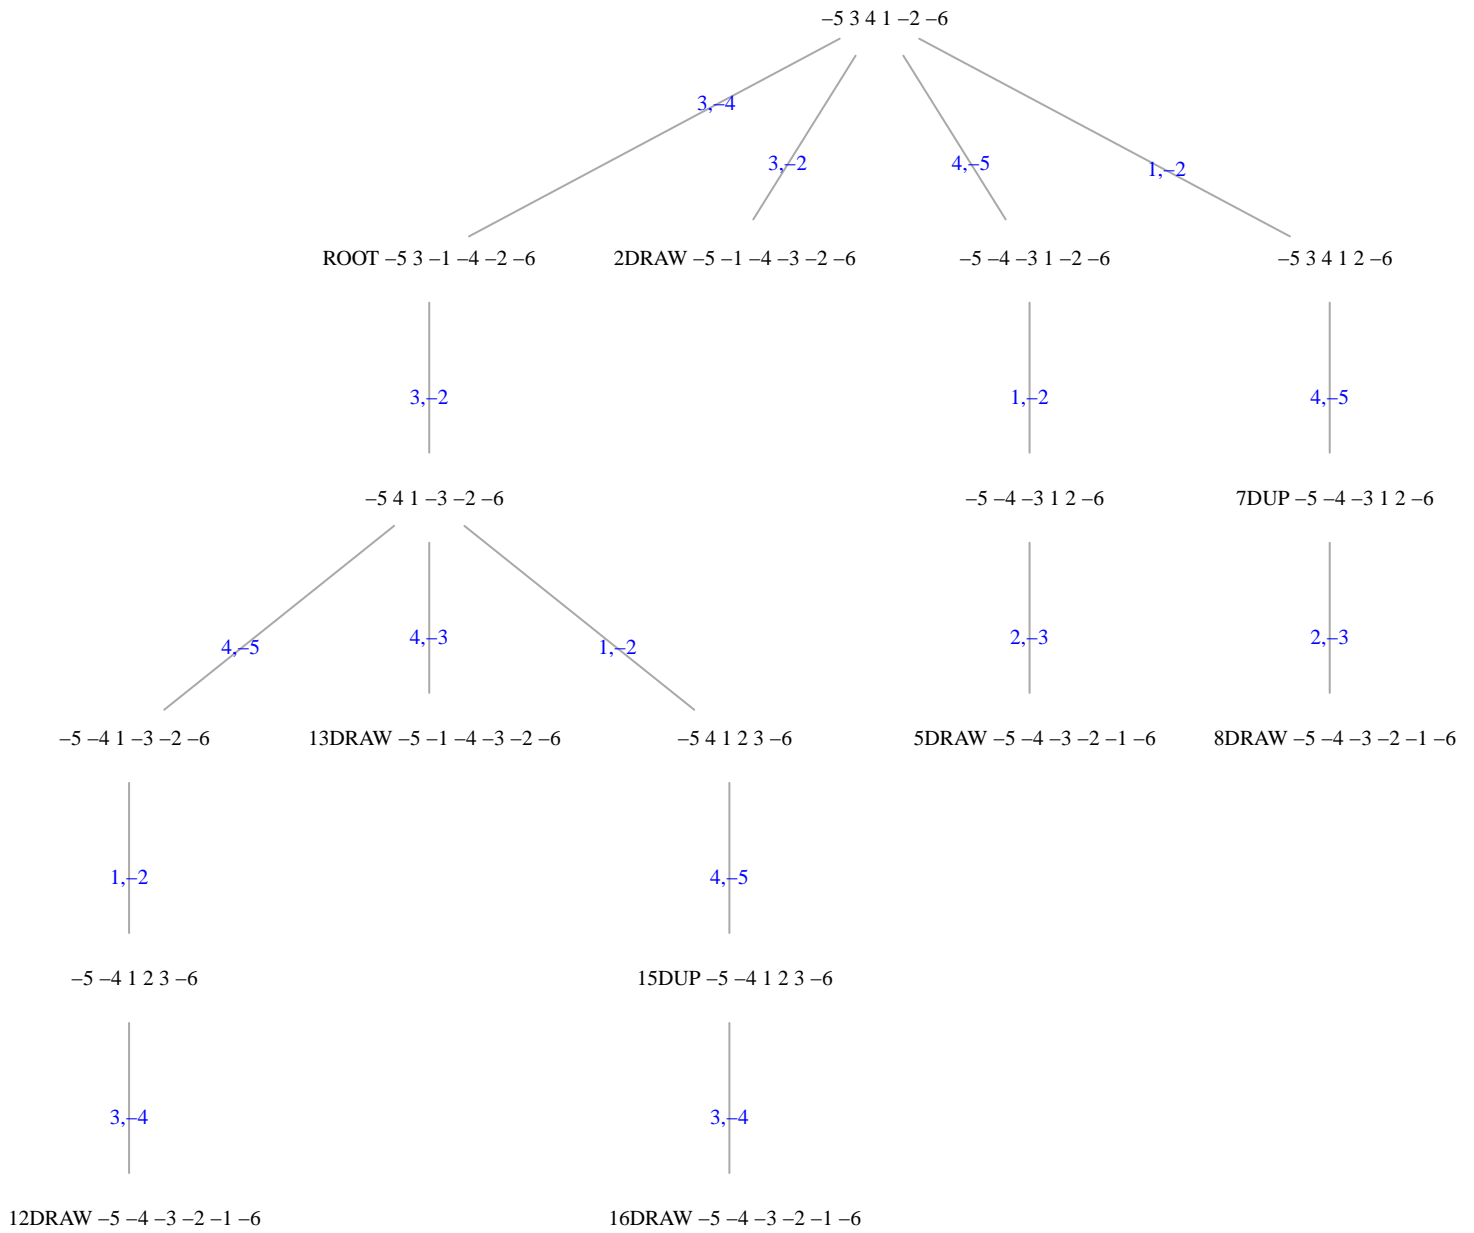 –5 3 4 1 –2 –6
3,–4
3,–2
4,–5
1,–2
ROOT –5 3 –1 –4 –2 –6
2DRAW –5 –1 –4 –3 –2 –6
–5 –4 –3 1 –2 –6
–5 3 4 1 2 –6
3,–2
1,–2
4,–5
–5 4 1 –3 –2 –6
–5 –4 –3 1 2 –6
7DUP –5 –4 –3 1 2 –6
4,–5
4,–3
1,–2
2,–3
2,–3
–5 –4 1 –3 –2 –6
13DRAW –5 –1 –4 –3 –2 –6
–5 4 1 2 3 –6
5DRAW –5 –4 –3 –2 –1 –6
8DRAW –5 –4 –3 –2 –1 –6
1,–2
4,–5
–5 –4 1 2 3 –6
15DUP –5 –4 1 2 3 –6
3,–4
3,–4
12DRAW –5 –4 –3 –2 –1 –6
16DRAW –5 –4 –3 –2 –1 –6